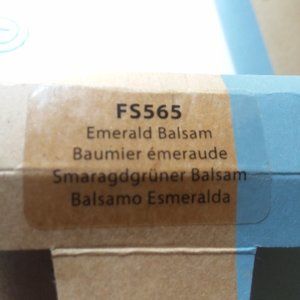 FS565
Emerald Balsam
Baumier émeraude
Smaragdgrüner Balsam
Balsamo Esmeralda